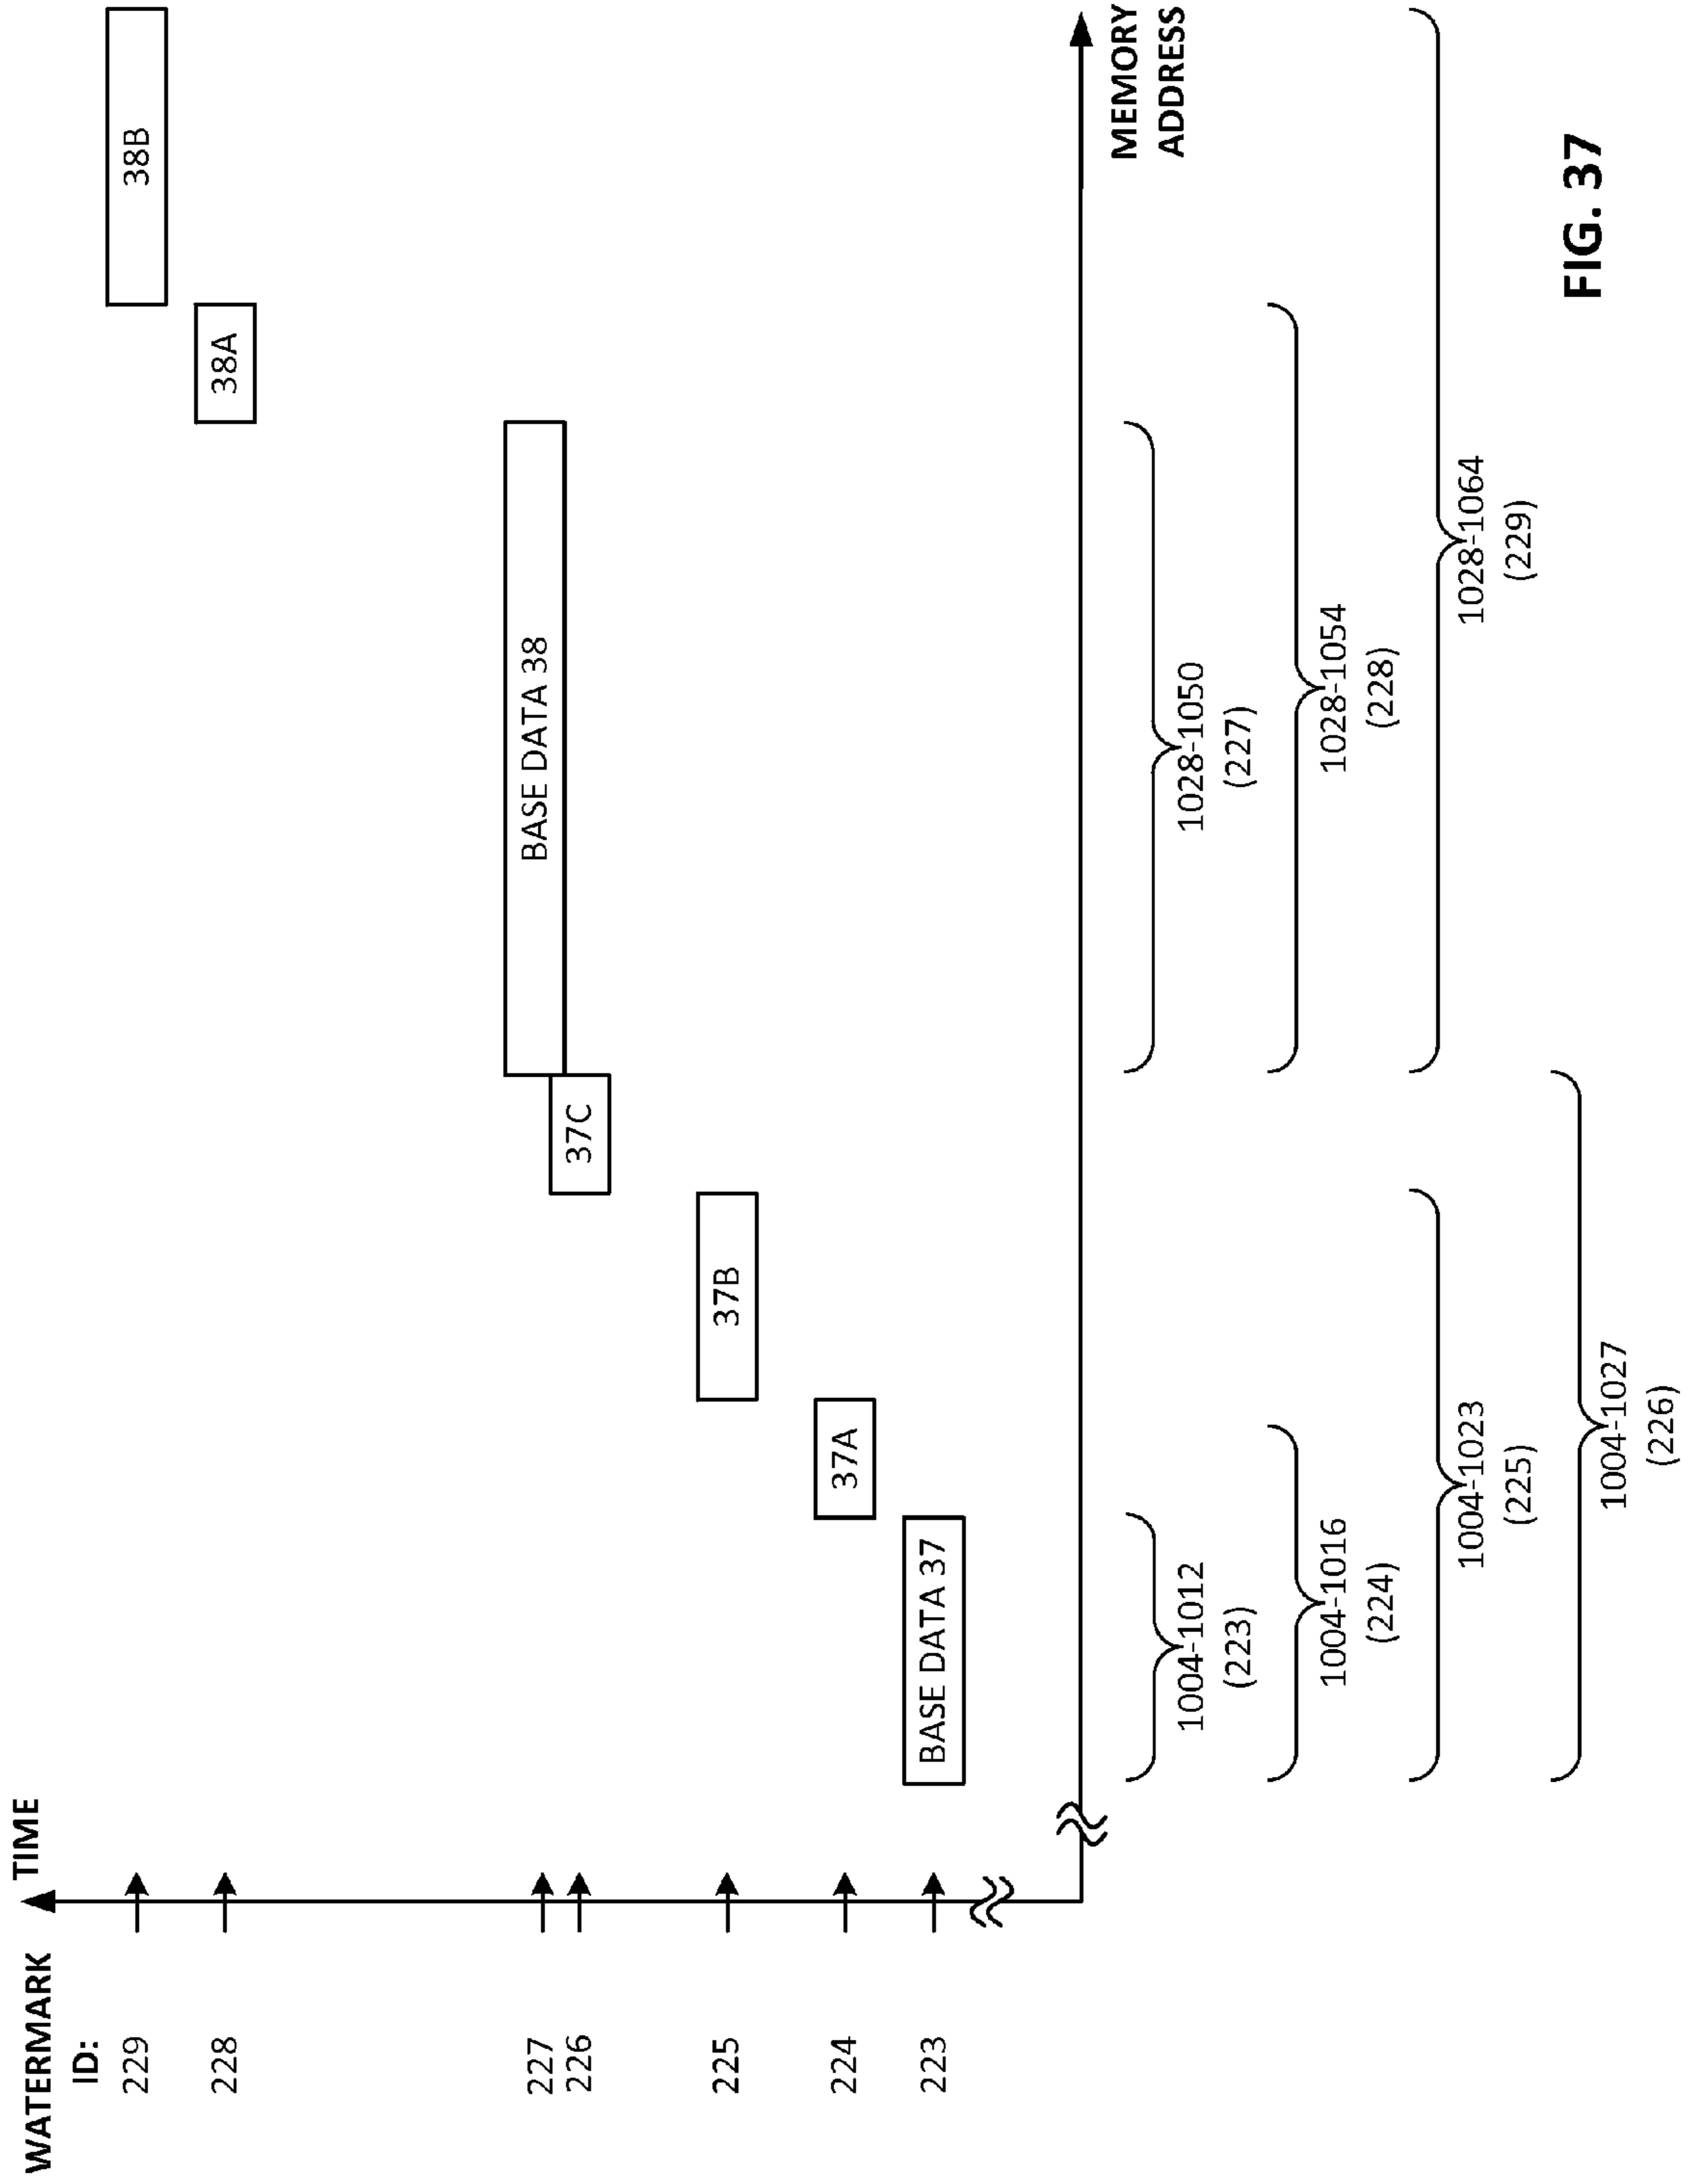 WATERMARK
ID:
TIME
229
228
227
226
225
224
223
38B
38A
BASE DATA 38
37C
37B
37A
BASE DATA 37
MEMORY
ADDRESS
1004-1012
(223)
1028-1050
(227)
1004-1016
(224)
1028-1054
(228)
1004-1023
(225)
1028-1064
(229)
1004-1027
(226)
FIG. 37